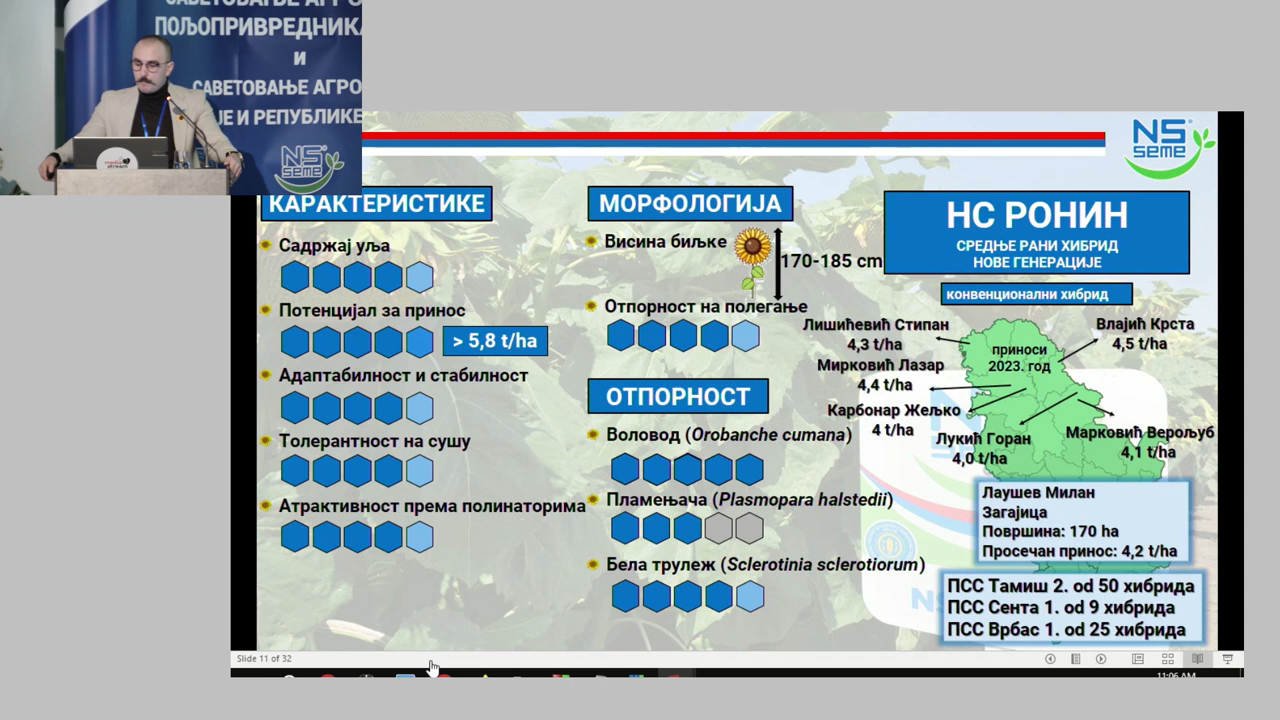 САВЕТОВАЊЕ АГРО
ПОЉОПРИВРЕДНИКА
и
САВЕТОВАЊЕ АГРО
ЈЕ И РЕПУБЛИКЕ
NS
seme
media
stream
NS
seme
КАРАКТЕРИСТИКЕ
Садржај уља
Потенцијал за принос
> 5,8 t/ha
Адаптабилност и стабилност
Толерантност на сушу
Атрактивност према полинаторима
МОРФОЛОГИЈА
Висина биљке
170-185 cm
Отпорност на полегање
ОТПОРНОСТ
Воловод (Orobanche cumana)
Пламењача (Plasmopara halstedii)
Бела трулеж (Sclerotinia sclerotiorum)
НС РОНИН
СРЕДЊЕ РАНИ ХИБРИД
НОВЕ ГЕНЕРАЦИЈЕ
конвенционални хибрид
Лишићевић Стипан
4,3 t/ha
Влајић Крста
4,5 t/ha
приноси
2023. год
Мирковић Лазар
4,4 t/ha
Карбонар Жељко
4 t/ha
Лукић Горан
4,0 t/ha
Марковић Верољуб
4,1 t/ha
Лаушев Милан
Загајица
Површина: 170 ha
Просечан принос: 4,2 t/ha
ПСС Тамиш 2. od 50 хибрида
ПСС Сента 1. od 9 хибрида
ПСС Врбас 1. od 25 хибрида
Slide 11 of 32
11:06 AM